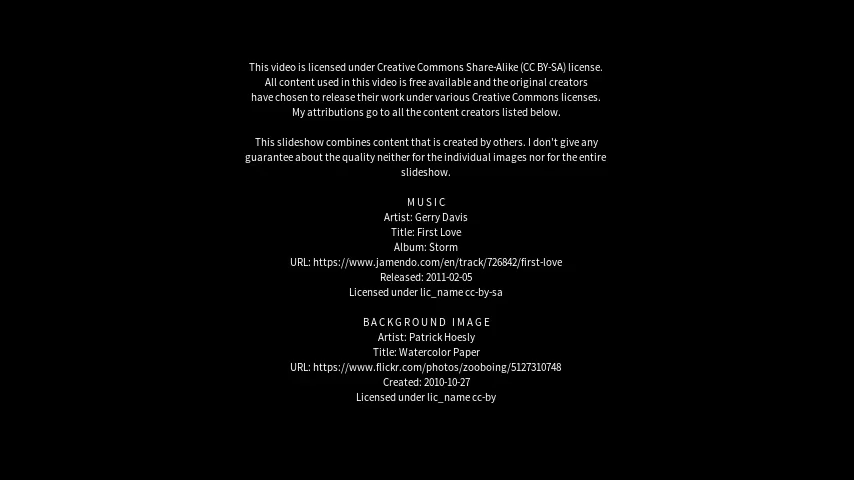 This video is licensed under Creative Commons Share-Alike (CC BY-SA) license.
All content used in this video is free available and the original creators
have chosen to release their work under various Creative Commons licenses.
My attributions go to all the content creators listed below.
This slideshow combines content that is created by others. I don't give any
guarantee about the quality neither for the individual images nor for the entire
slideshow.
MUSIC
Artist: Gerry Davis
Title: First Love
Album: Storm
URL: https://www.jamendo.com/en/track/726842/first-love
Released: 2011-02-05
Licensed under lic_name cc-by-sa
BACKGROUND IMAGE
Artist: Patrick Hoesly
Title: Watercolor Paper
URL: https://www.flickr.com/photos/zooboing/5127310748
Created: 2010-10-27
Licensed under lic_name cc-by